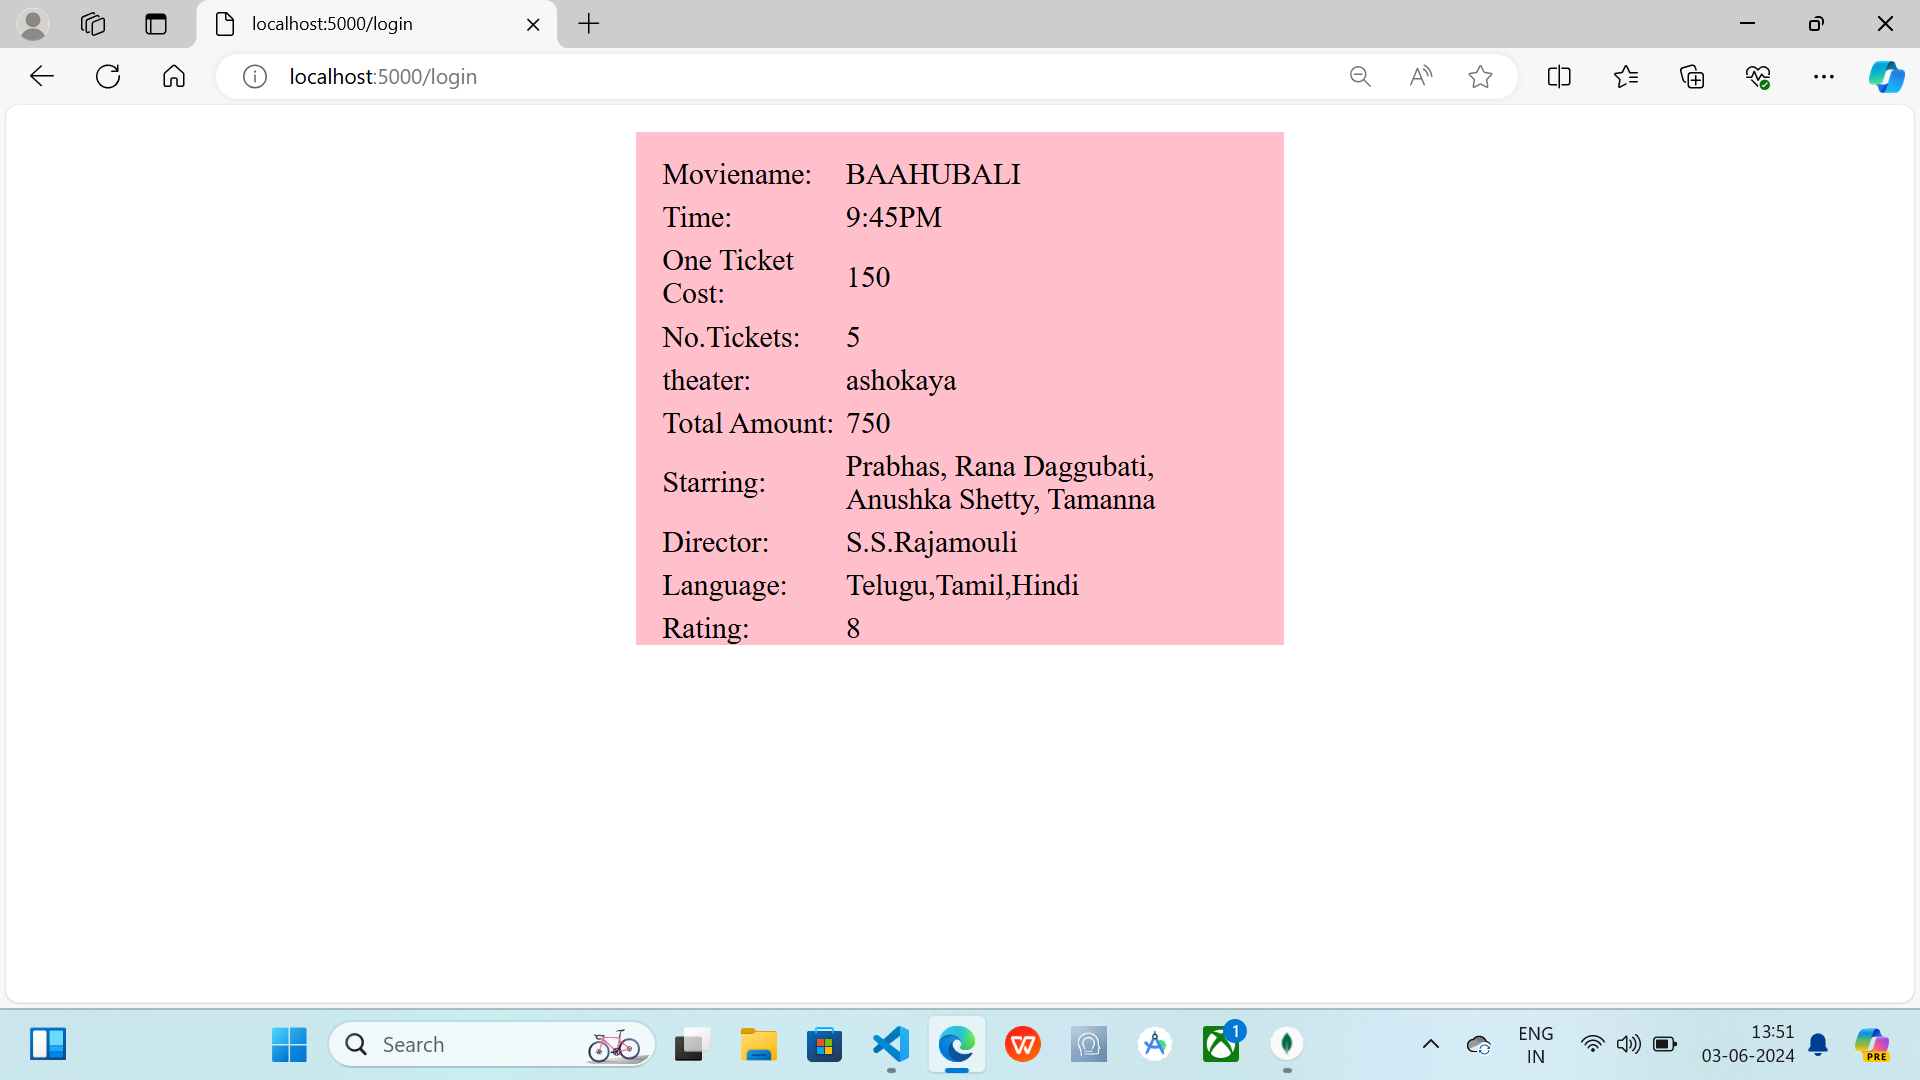 localhost:5000/login
localhost:5000/login
Moviename: BAAHUBALI
Time: 9:45PM
One Ticket
Cost: 150
No.Tickets: 5
theater: ashokaya
Total Amount: 750
Starring: Prabhas, Rana Daggubati,
Anushka Shetty, Tamanna
Director: S.S.Rajamouli
Language: Telugu,Tamil,Hindi
Rating: 8
Search
1
ENG
IN
13:51
03-06-2024
PRE